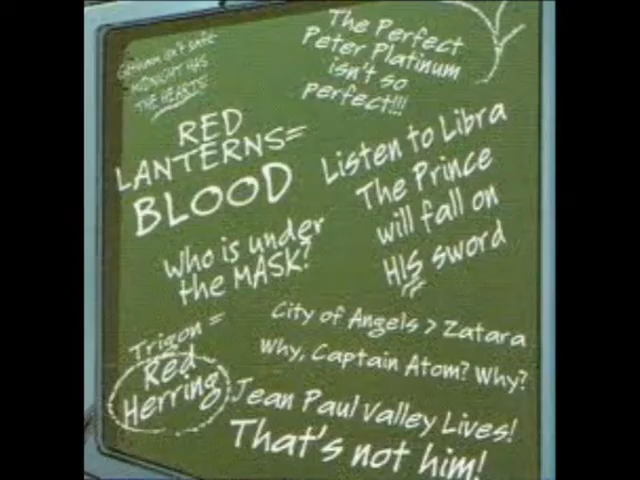 Gotham isn't safe
MIDNIGHT HAS
THE HEARTS
The Perfect
Peter Platinum
isn't so
perfect!!!
RED
LANTERNS=
BLOOD
Listen to Libra
The Prince
will fall on
HIS sword
Who is under
the MASK?
City of Angels > Zatara
Why, Captain Atom? Why?
Trigon =
Red
Herring
Jean Paul Valley Lives!
That's not him!